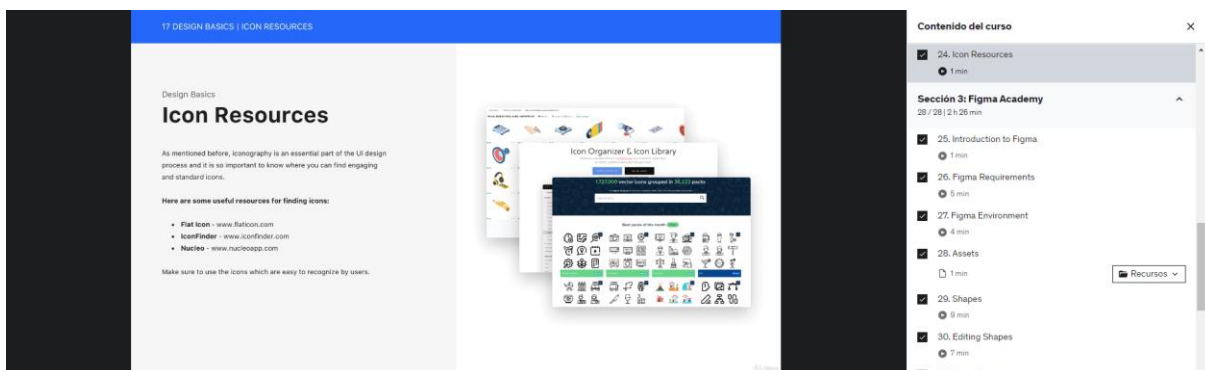 17 DESIGN BASICS | ICON RESOURCES
Design Basics
Icon Resources
As mentioned before, iconography is an essential part of the UI design
process and it is so important to know where you can find engaging
and standard icons.
Here are some useful resources for finding icons:
• Flat Icon - www.flaticon.com
• IconFinder - www.iconfinder.com
• Nucleo - www.nucleoapp.com
Make sure to use the icons which are easy to recognize by users.
Icon Organizer & Icon Library
vector icons grouped in packs
Contenido del curso
24. Icon Resources
1 min
Sección 3: Figma Academy
28 / 28 | 2 h 26 min
25. Introduction to Figma
1 min
26. Figma Requirements
5 min
27. Figma Environment
4 min
28. Assets
1 min
Recursos
29. Shapes
9 min
30. Editing Shapes
7 min